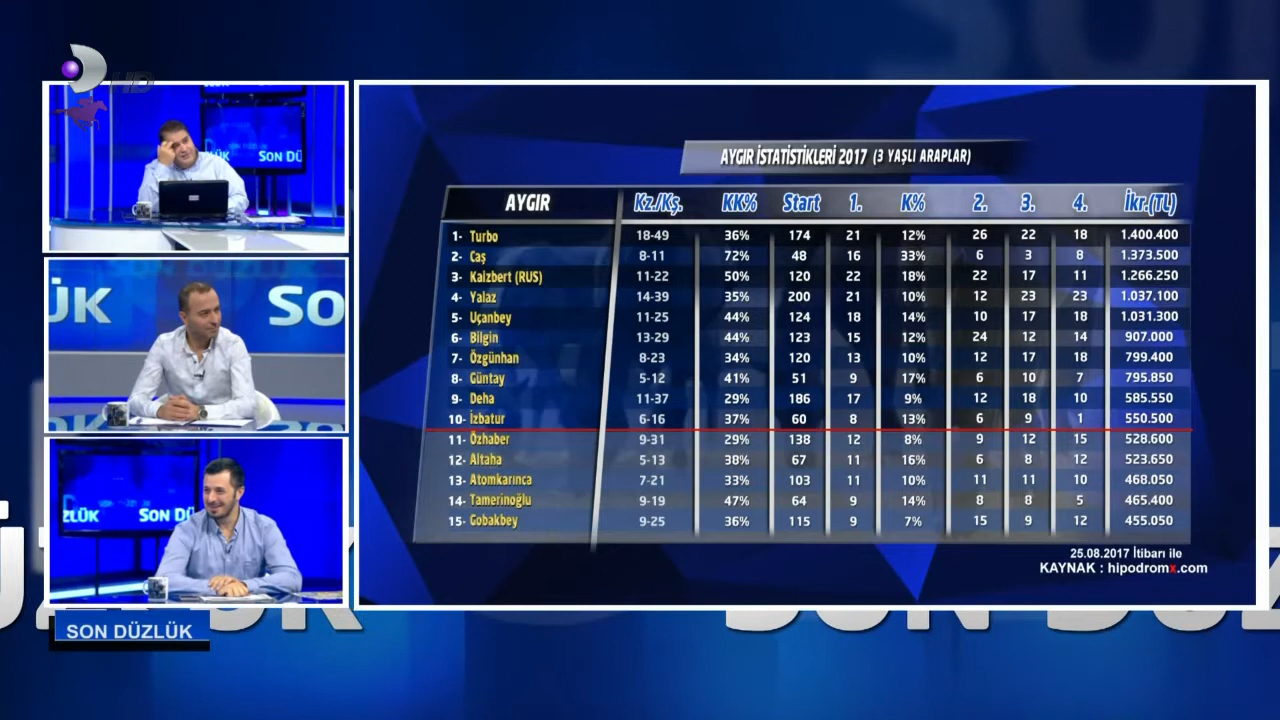 HD
SON DÜ
ÜK
SO
ZLÜK
SON D
SON DÜZLÜK
AYGIR İSTATİSTİKLERİ 2017 (3 YAŞLI ARAPLAR)
AYGIR Kz./Kş. KK% Start 1. K% 2. 3. 4. İkr.(TL)
1- Turbo 18-49 36% 174 21 12% 26 22 18 1.400.400
2- Caş 8-11 72% 48 16 33% 6 3 8 1.373.500
3- Kalzbert (RUS) 11-22 50% 120 22 18% 22 17 11 1.266.250
4- Yalaz 14-39 35% 200 21 10% 12 23 23 1.037.100
5- Uçanbey 11-25 44% 124 18 14% 10 17 18 1.031.300
6- Bilgin 13-29 44% 123 15 12% 24 12 14 907.000
7- Özgünhan 8-23 34% 120 13 10% 12 17 18 799.400
8- Güntay 5-12 41% 51 9 17% 6 10 7 795.850
9- Deha 11-37 29% 186 17 9% 12 18 10 585.550
10- İzbatur 6-16 37% 60 8 13% 6 9 1 550.500
11- Özhaber 9-31 29% 138 12 8% 9 12 15 528.600
12- Altaha 5-13 38% 67 11 16% 6 8 12 523.650
13- Atomkarınca 7-21 33% 103 11 10% 11 11 10 468.050
14- Tamerinoğlu 9-19 47% 64 9 14% 8 8 5 465.400
15- Gobakbey 9-25 36% 115 9 7% 15 9 12 455.050
25.08.2017 İtibarı ile
KAYNAK : hipodromx.com